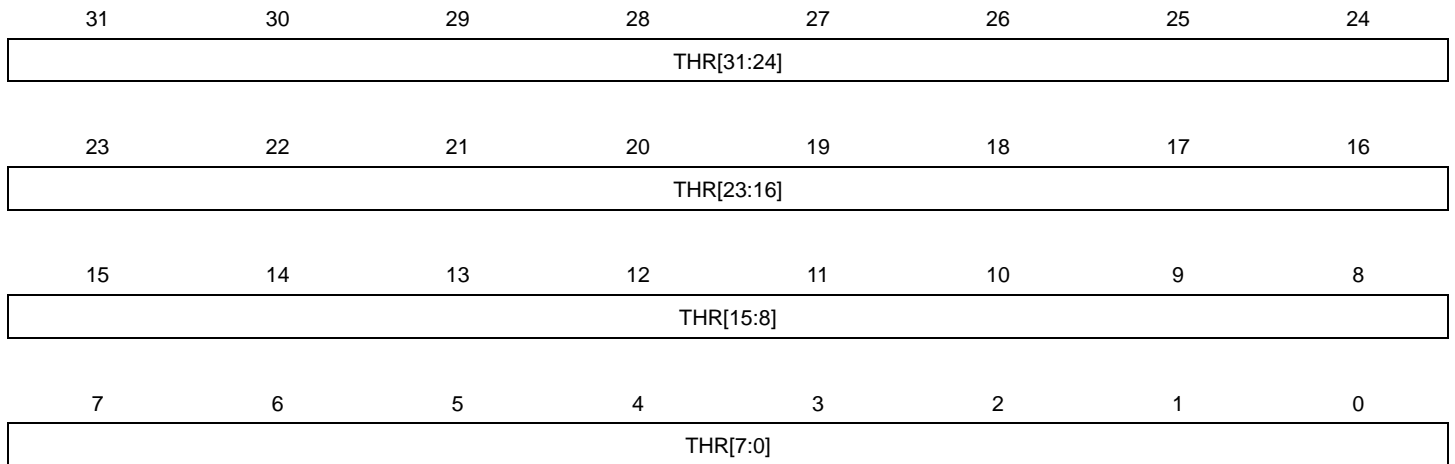 31 30 29 28 27 26 25 24
THR[31:24]
23 22 21 20 19 18 17 16
THR[23:16]
15 14 13 12 11 10 9 8
THR[15:8]
7 6 5 4 3 2 1 0
THR[7:0]